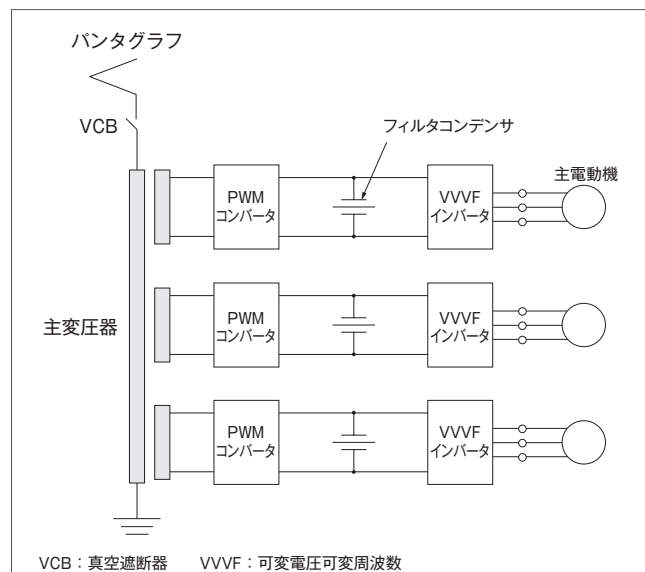 パンタグラフ
VCB
フィルタコンデンサ
主電動機
PWM
コンバータ
VVVF
インバータ
主変圧器
PWM
コンバータ
VVVF
インバータ
PWM
コンバータ
VVVF
インバータ
VCB：真空遮断器　VVVF：可変電圧可変周波数